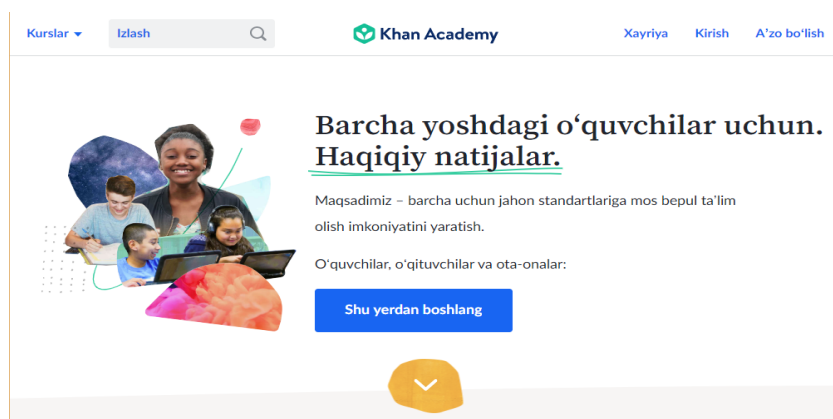 Kurslar
Izlash
Khan Academy
Xayriya
Kirish
A'zo bo'lish
Barcha yoshdagi o‘quvchilar uchun.
Haqiqiy natijalar.
Maqsadimiz – barcha uchun jahon standartlariga mos bepul ta'lim
olish imkoniyatini yaratish.
O‘quvchilar, o‘qituvchilar va ota-onalar:
Shu yerdan boshlang